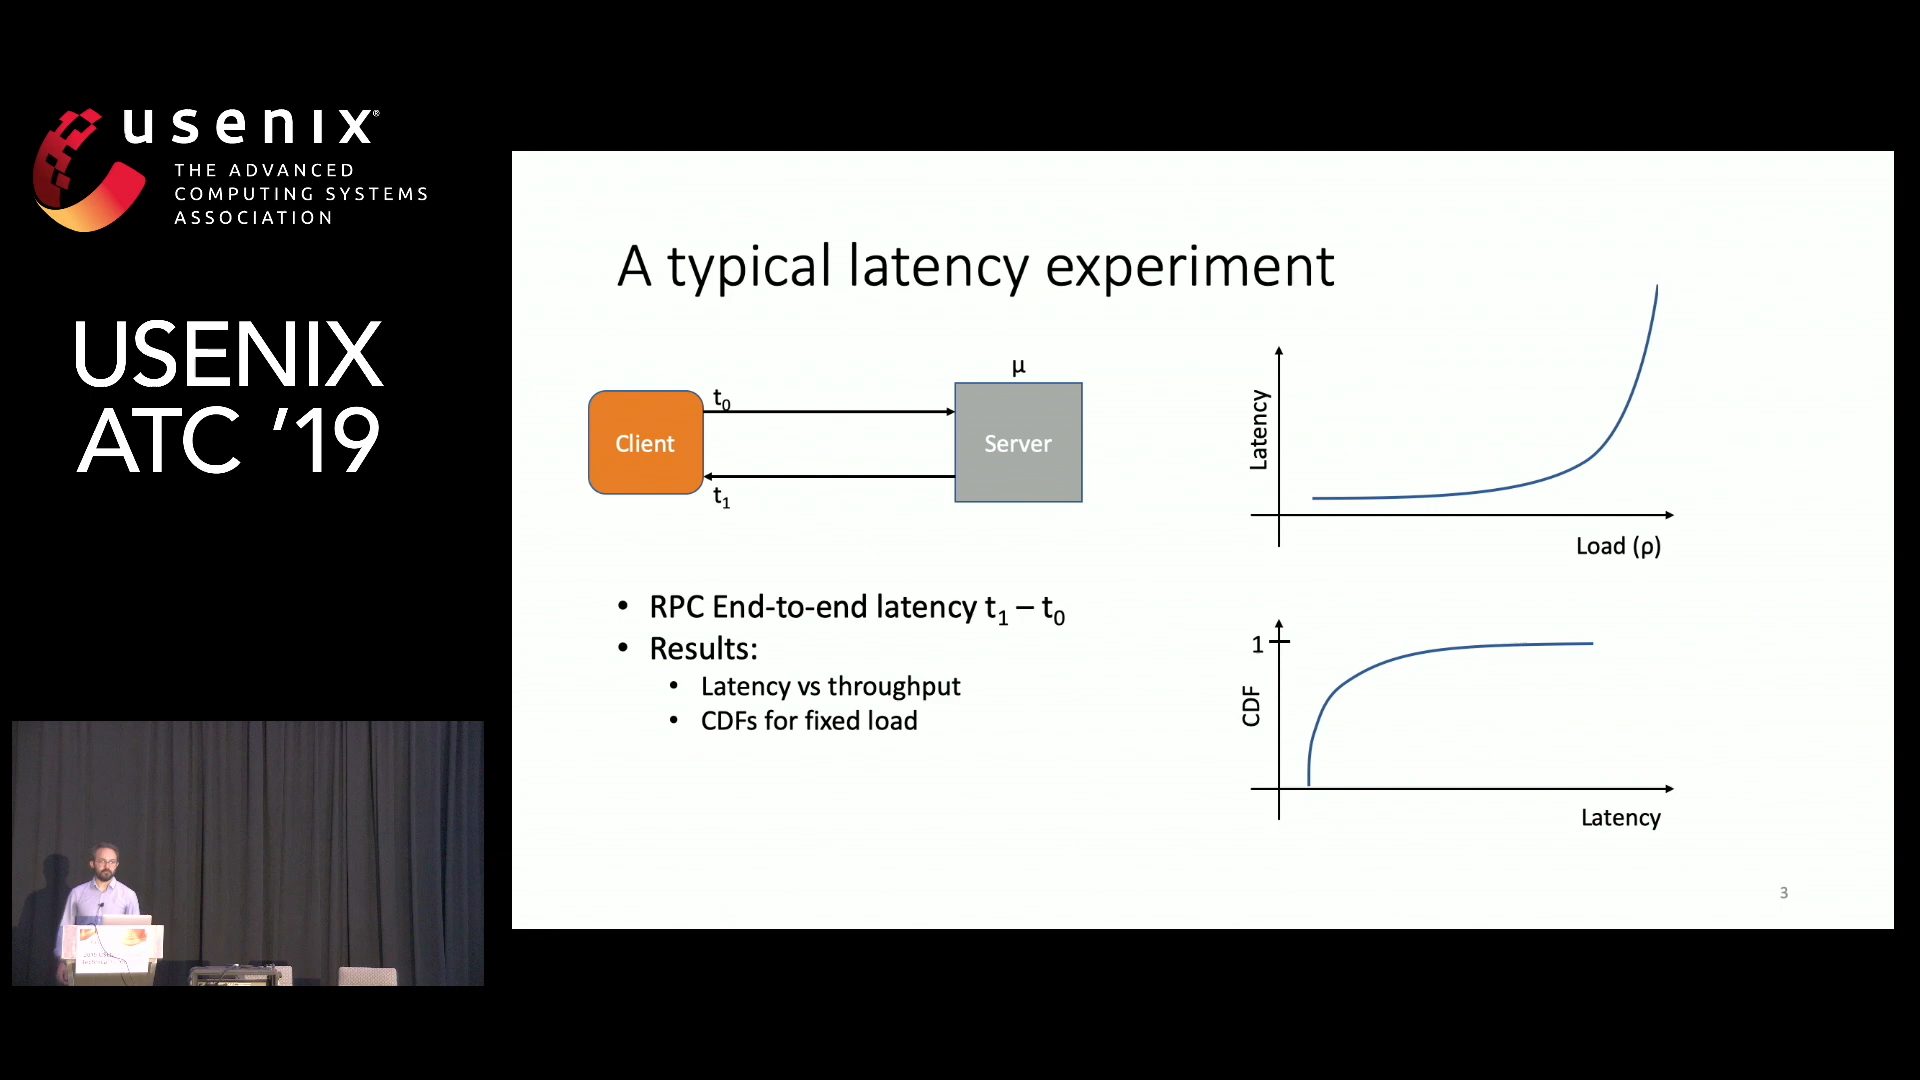 usenix®
THE ADVANCED
COMPUTING SYSTEMS
ASSOCIATION
USENIX
ATC ’19
A typical latency experiment
μ
t0
Client
Server
t1
• RPC End-to-end latency t1 – t0
• Results:
• Latency vs throughput
• CDFs for fixed load
Latency
Load (ρ)
1
CDF
Latency
3